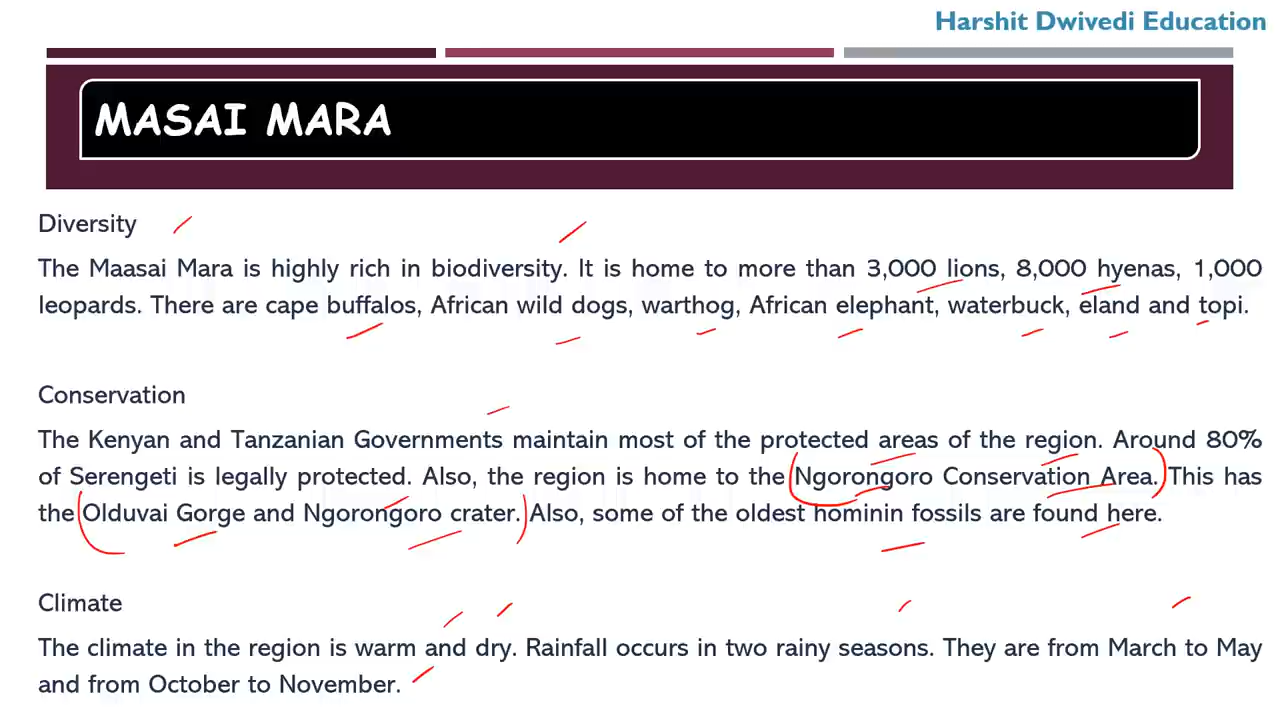 Harshit Dwivedi Education
MASAI MARA
Diversity
The Maasai Mara is highly rich in biodiversity. It is home to more than 3,000 lions, 8,000 hyenas, 1,000
leopards. There are cape buffalos, African wild dogs, warthog, African elephant, waterbuck, eland and topi.
Conservation
The Kenyan and Tanzanian Governments maintain most of the protected areas of the region. Around 80%
of Serengeti is legally protected. Also, the region is home to the Ngorongoro Conservation Area. This has
the Olduvai Gorge and Ngorongoro crater. Also, some of the oldest hominin fossils are found here.
Climate
The climate in the region is warm and dry. Rainfall occurs in two rainy seasons. They are from March to May
and from October to November.